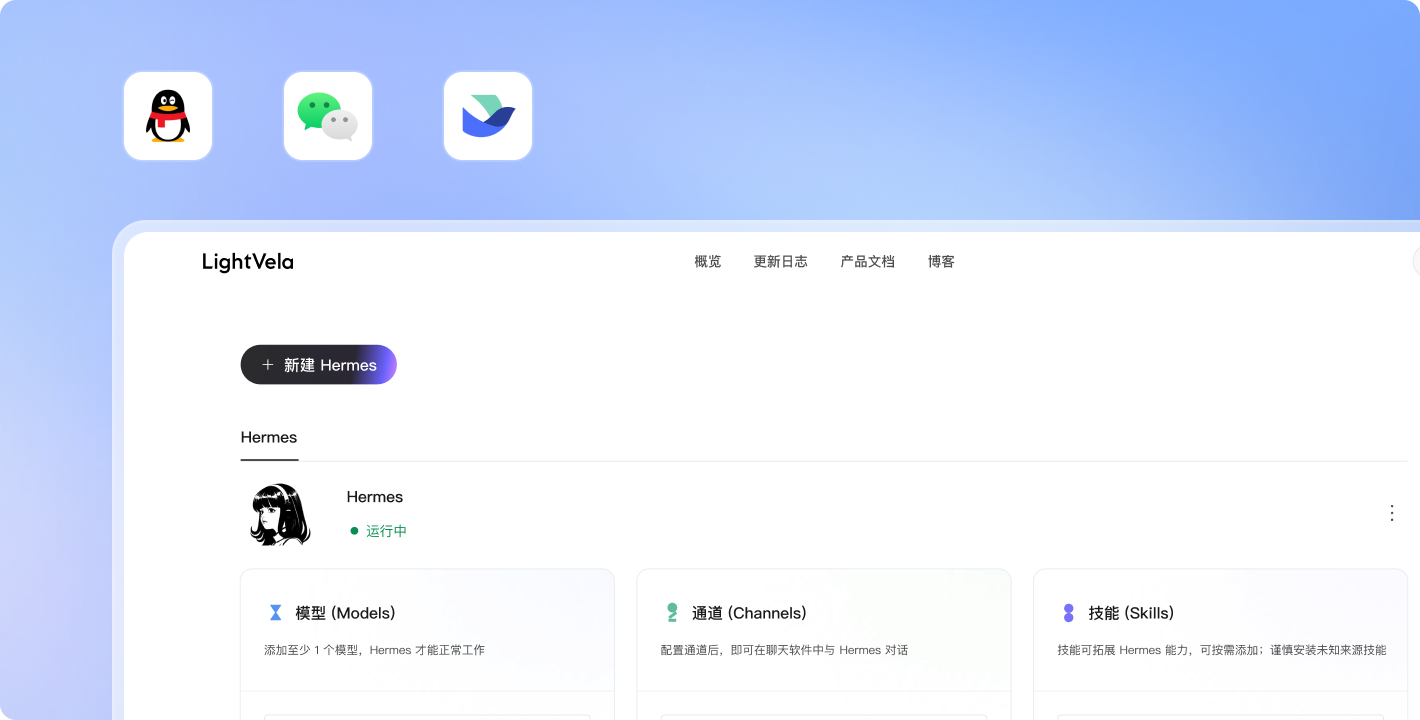 LightVela
概览
更新日志
产品文档
博客
新建 Hermes
Hermes
Hermes
运行中
模型 (Models)
添加至少 1 个模型，Hermes 才能正常工作
通道 (Channels)
配置通道后，即可在聊天软件中与 Hermes 对话
技能 (Skills)
技能可拓展 Hermes 能力，可按需添加；谨慎安装未知来源技能